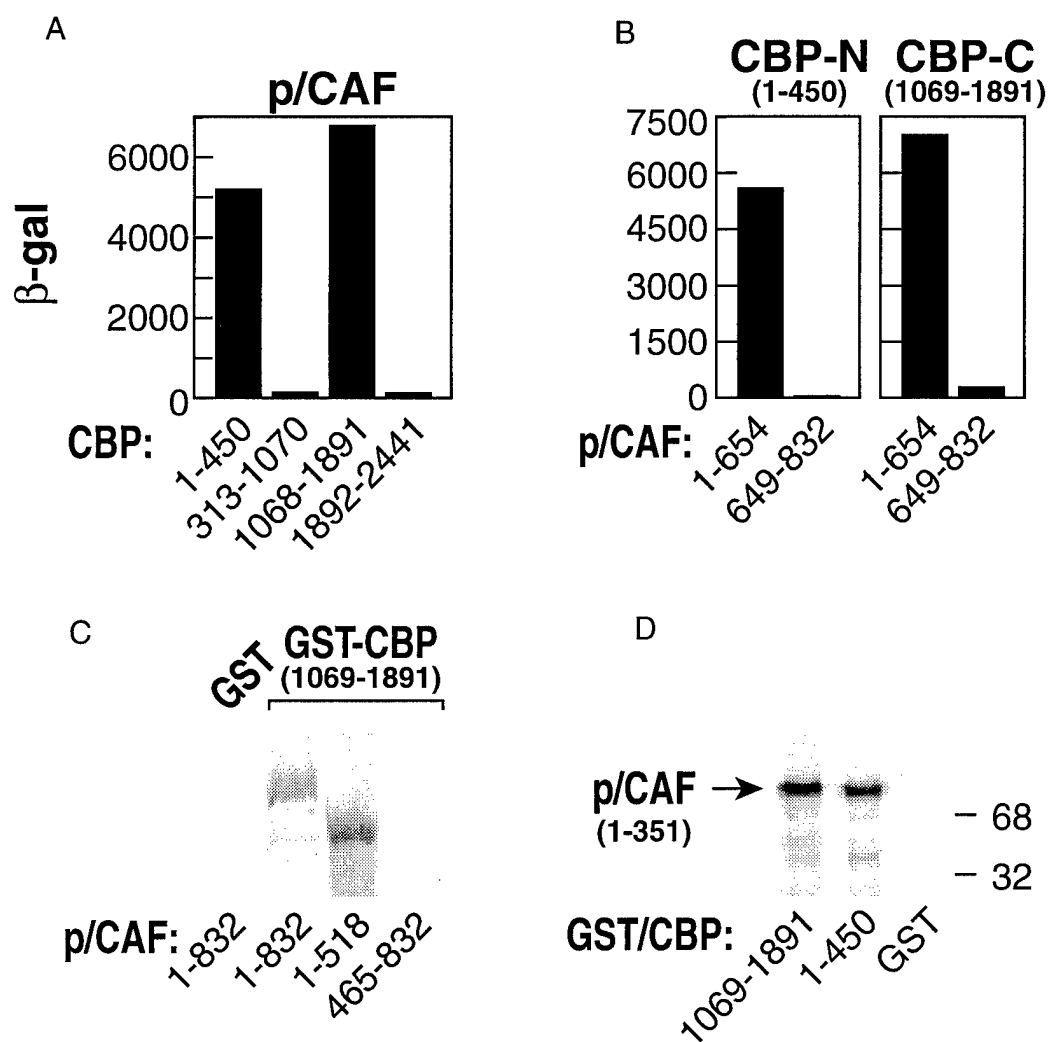 A
p/CAF
β-gal
6000
4000
2000
0
CBP:
1-450
313-1070
1068-1891
1892-2441
B
CBP-N
(1-450)
CBP-C
(1069-1891)
7500
6000
4500
3000
1500
0
p/CAF:
1-654
649-832
1-654
649-832
C
GST
GST-CBP
(1069-1891)
p/CAF:
1-832
1-832
1-518
465-832
D
p/CAF
(1-351)
68
32
GST/CBP:
1069-1891
1-450
GST